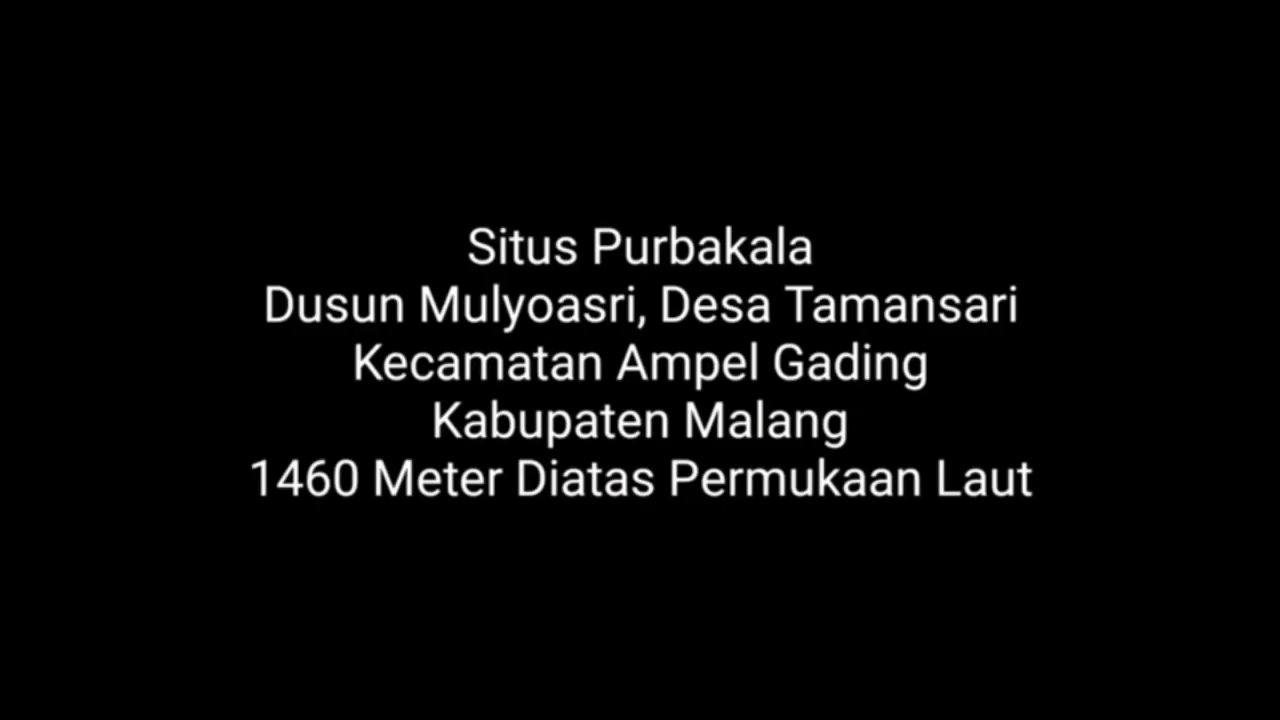 Situs Purbakala
Dusun Mulyoasri, Desa Tamansari
Kecamatan Ampel Gading
Kabupaten Malang
1460 Meter Diatas Permukaan Laut